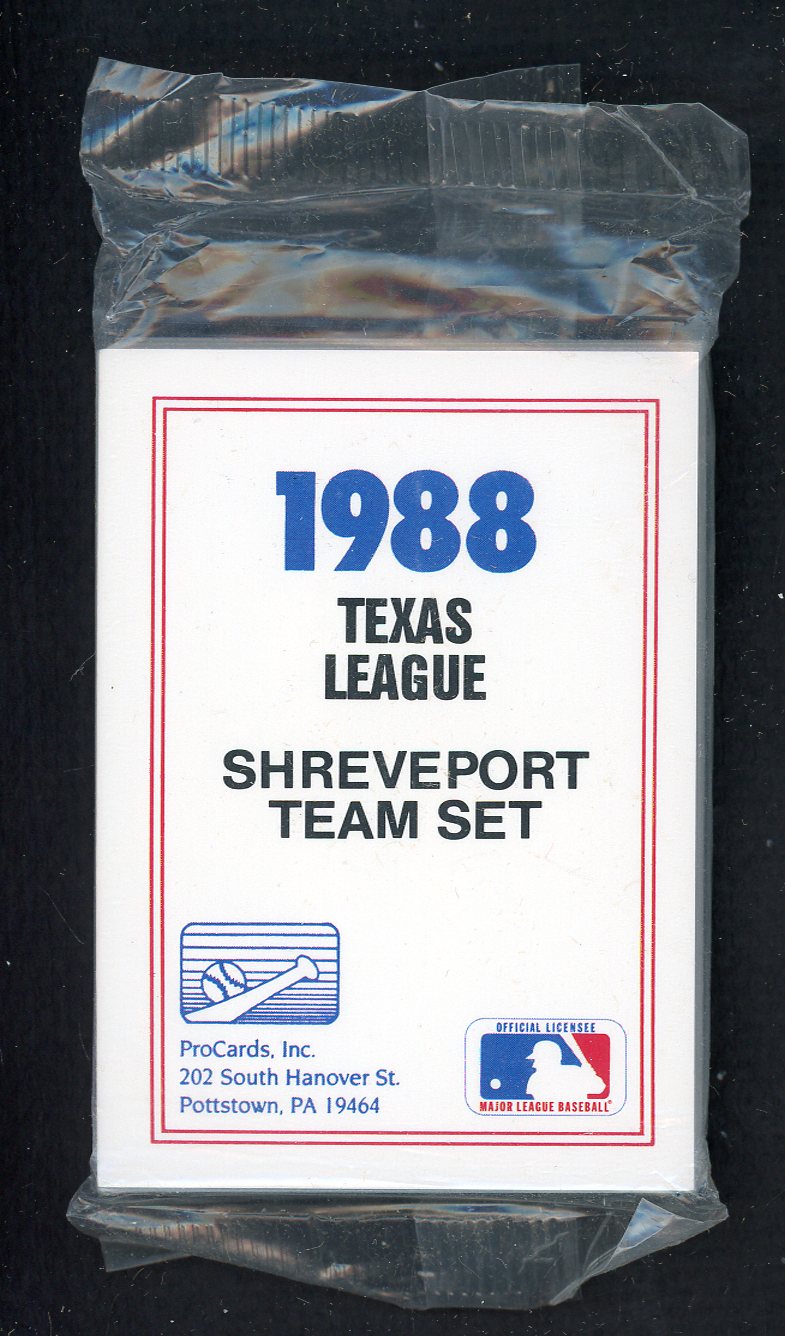 1988
TEXAS
LEAGUE
SHREVEPORT
TEAM SET
ProCards, Inc.
202 South Hanover St.
Pottstown, PA 19464
OFFICIAL LICENSEE
MAJOR LEAGUE BASEBALL®